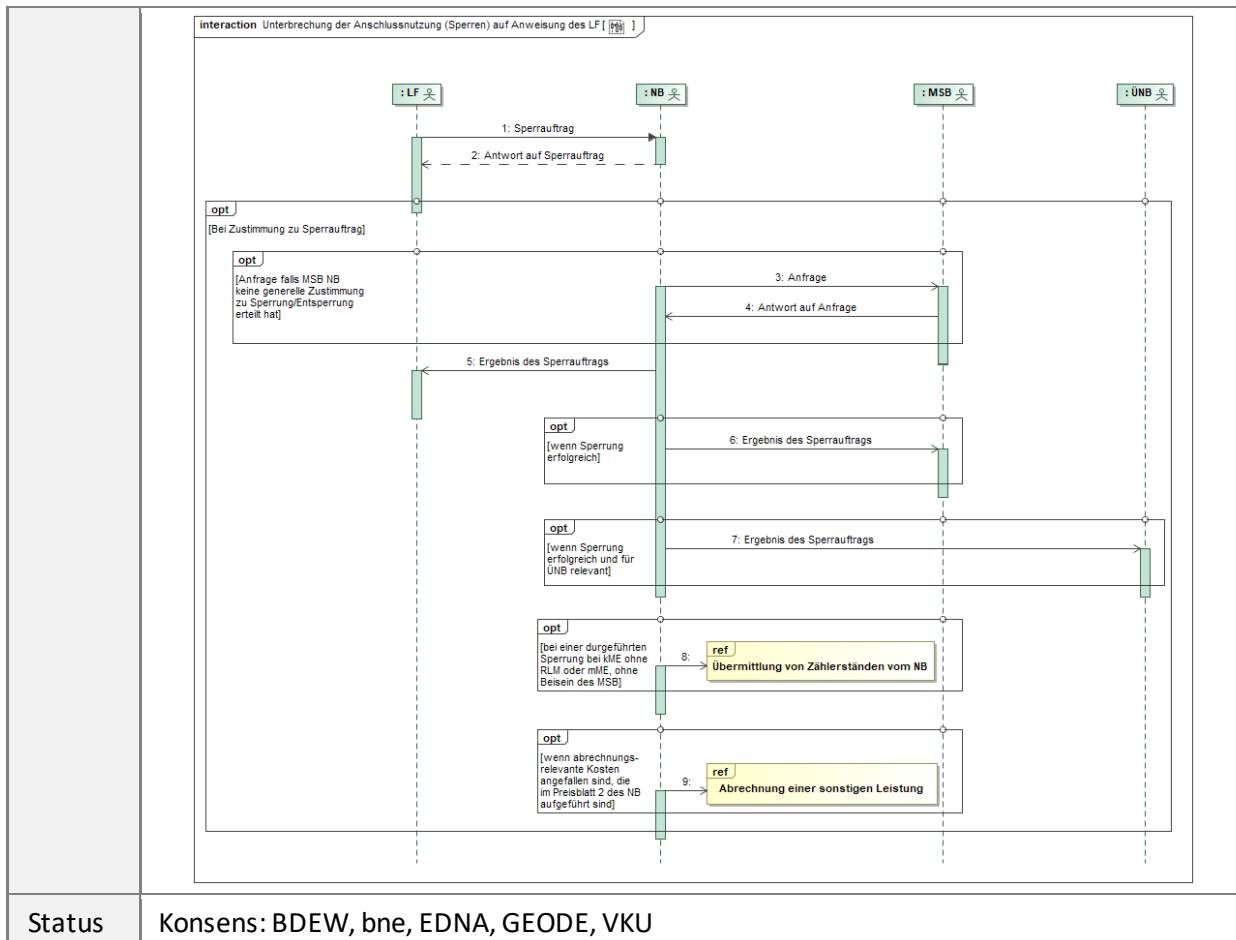 interaction Unterbrechung der Anschlussnutzung (Sperren) auf Anweisung des LF[ ]
: LF
: NB
: MSB
: ÜNB
1: Sperrauftrag
2: Antwort auf Sperrauftrag
opt
[Bei Zustimmung zu Sperrauftrag]
opt
[Anfrage falls MSB NB
keine generelle Zustimmung
zu Sperrung/Entsperrung
erteilt hat]
3: Anfrage
4: Antwort auf Anfrage
5: Ergebnis des Sperrauftrags
opt
[wenn Sperrung
erfolgreich]
6: Ergebnis des Sperrauftrags
opt
[wenn Sperrung
erfolgreich und für
ÜNB relevant]
7: Ergebnis des Sperrauftrags
opt
[bei einer durgeführten
Sperrung bei kME ohne
RLM oder mME, ohne
Beisein des MSB]
8:
ref
Übermittlung von Zählerständen vom NB
opt
[wenn abrechnungs-
relevante Kosten
angefallen sind, die
im Preisblatt 2 des NB
aufgeführt sind]
9:
ref
Abrechnung einer sonstigen Leistung
Status
Konsens: BDEW, bne, EDNA, GEODE, VKU